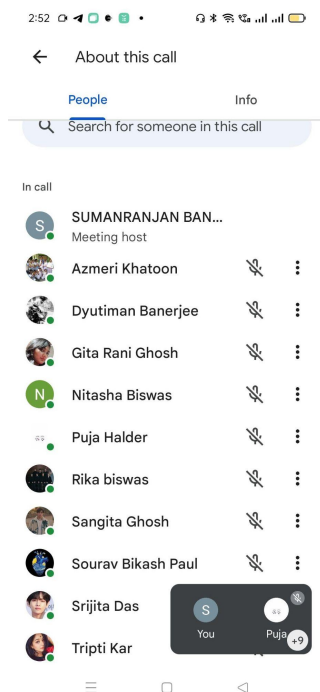 2:52
About this call
People
Info
Search for someone in this call
In call
S
SUMANRANJAN BAN...
Meeting host
Azmeri Khatoon
Dyutiman Banerjee
Gita Rani Ghosh
N
Nitasha Biswas
Puja Halder
Rika biswas
Sangita Ghosh
Sourav Bikash Paul
Srijita Das
Tripti Kar
S
You
Puja
+9